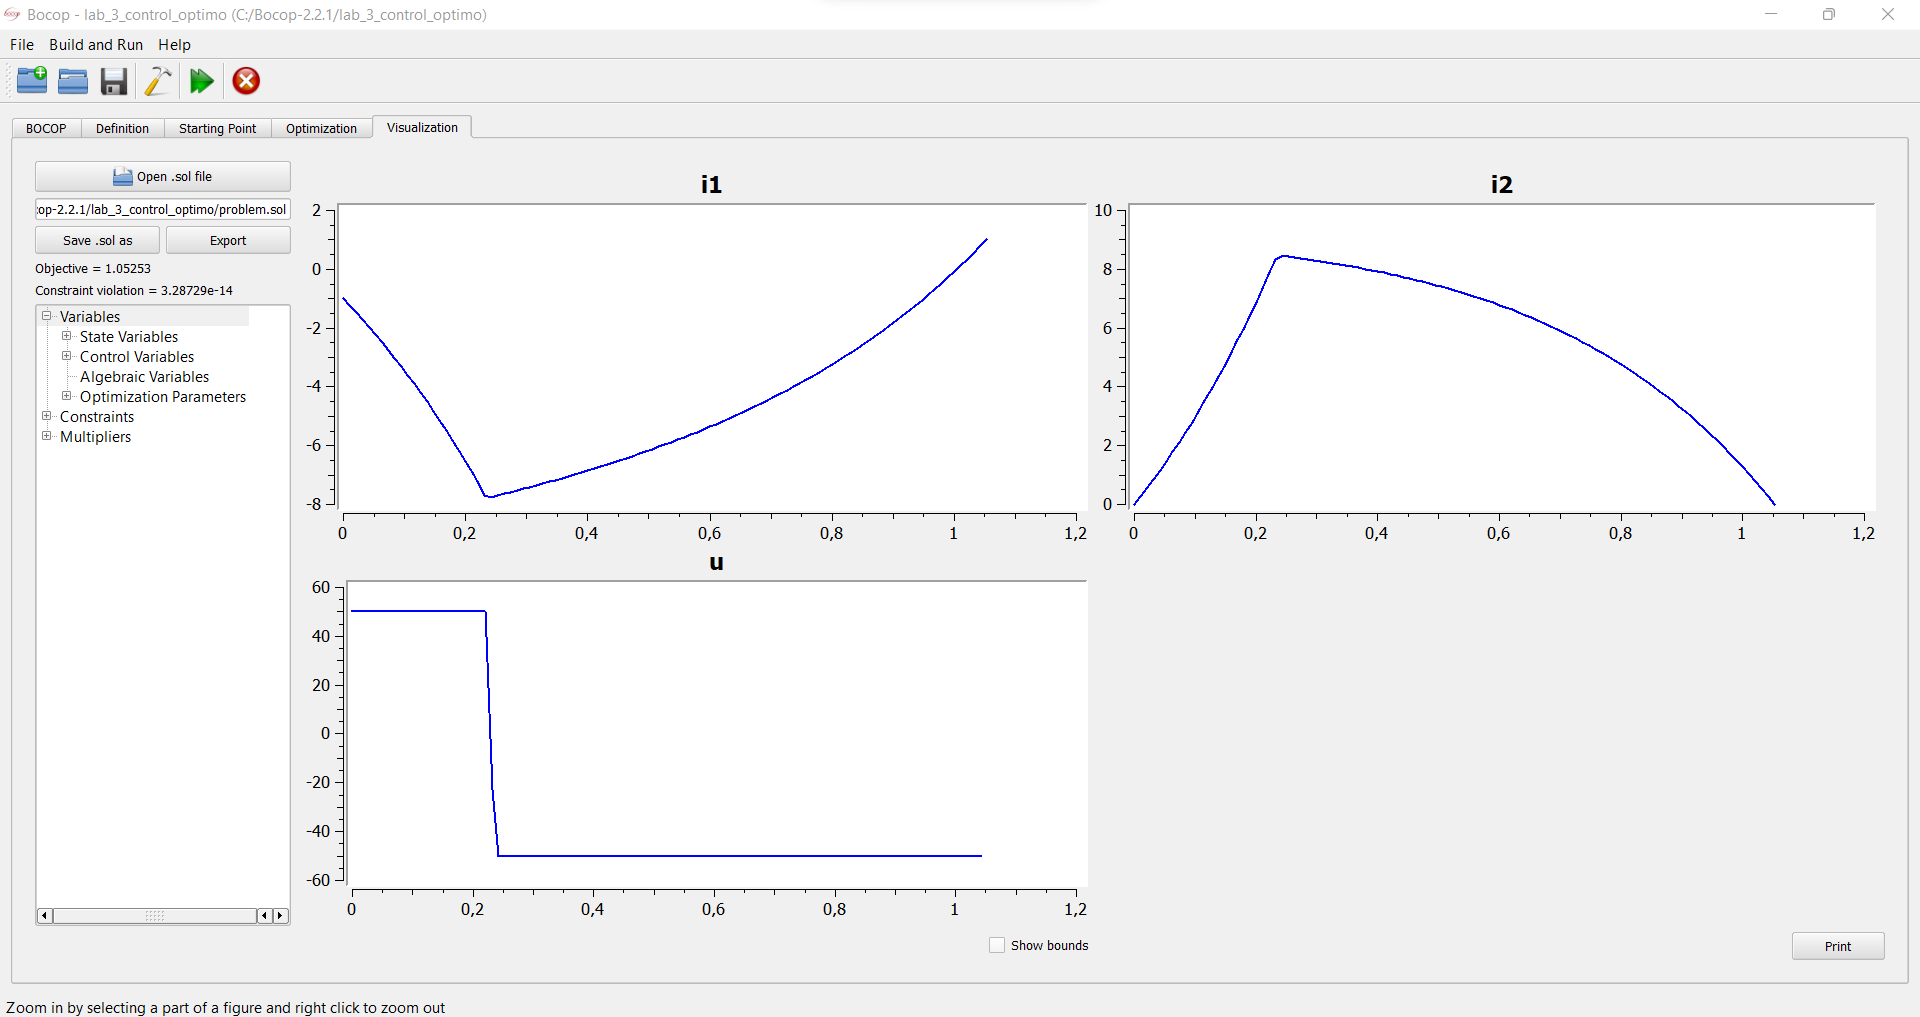 Bocop - lab_3_control_optimo (C:/Bocop-2.2.1/lab_3_control_optimo)
File Build and Run Help
BOCOP Definition Starting Point Optimization Visualization
Open .sol file
:op-2.2.1/lab_3_control_optimo/problem.sol
Save .sol as Export
Objective = 1.05253
Constraint violation = 3.28729e-14
Variables
State Variables
Control Variables
Algebraic Variables
Optimization Parameters
Constraints
Multipliers
i1
2
0
-2
-4
-6
-8
0 0,2 0,4 0,6 0,8 1 1,2
i2
10
8
6
4
2
0
0 0,2 0,4 0,6 0,8 1 1,2
u
60
40
20
0
-20
-40
-60
0 0,2 0,4 0,6 0,8 1 1,2
Show bounds
Print
Zoom in by selecting a part of a figure and right click to zoom out